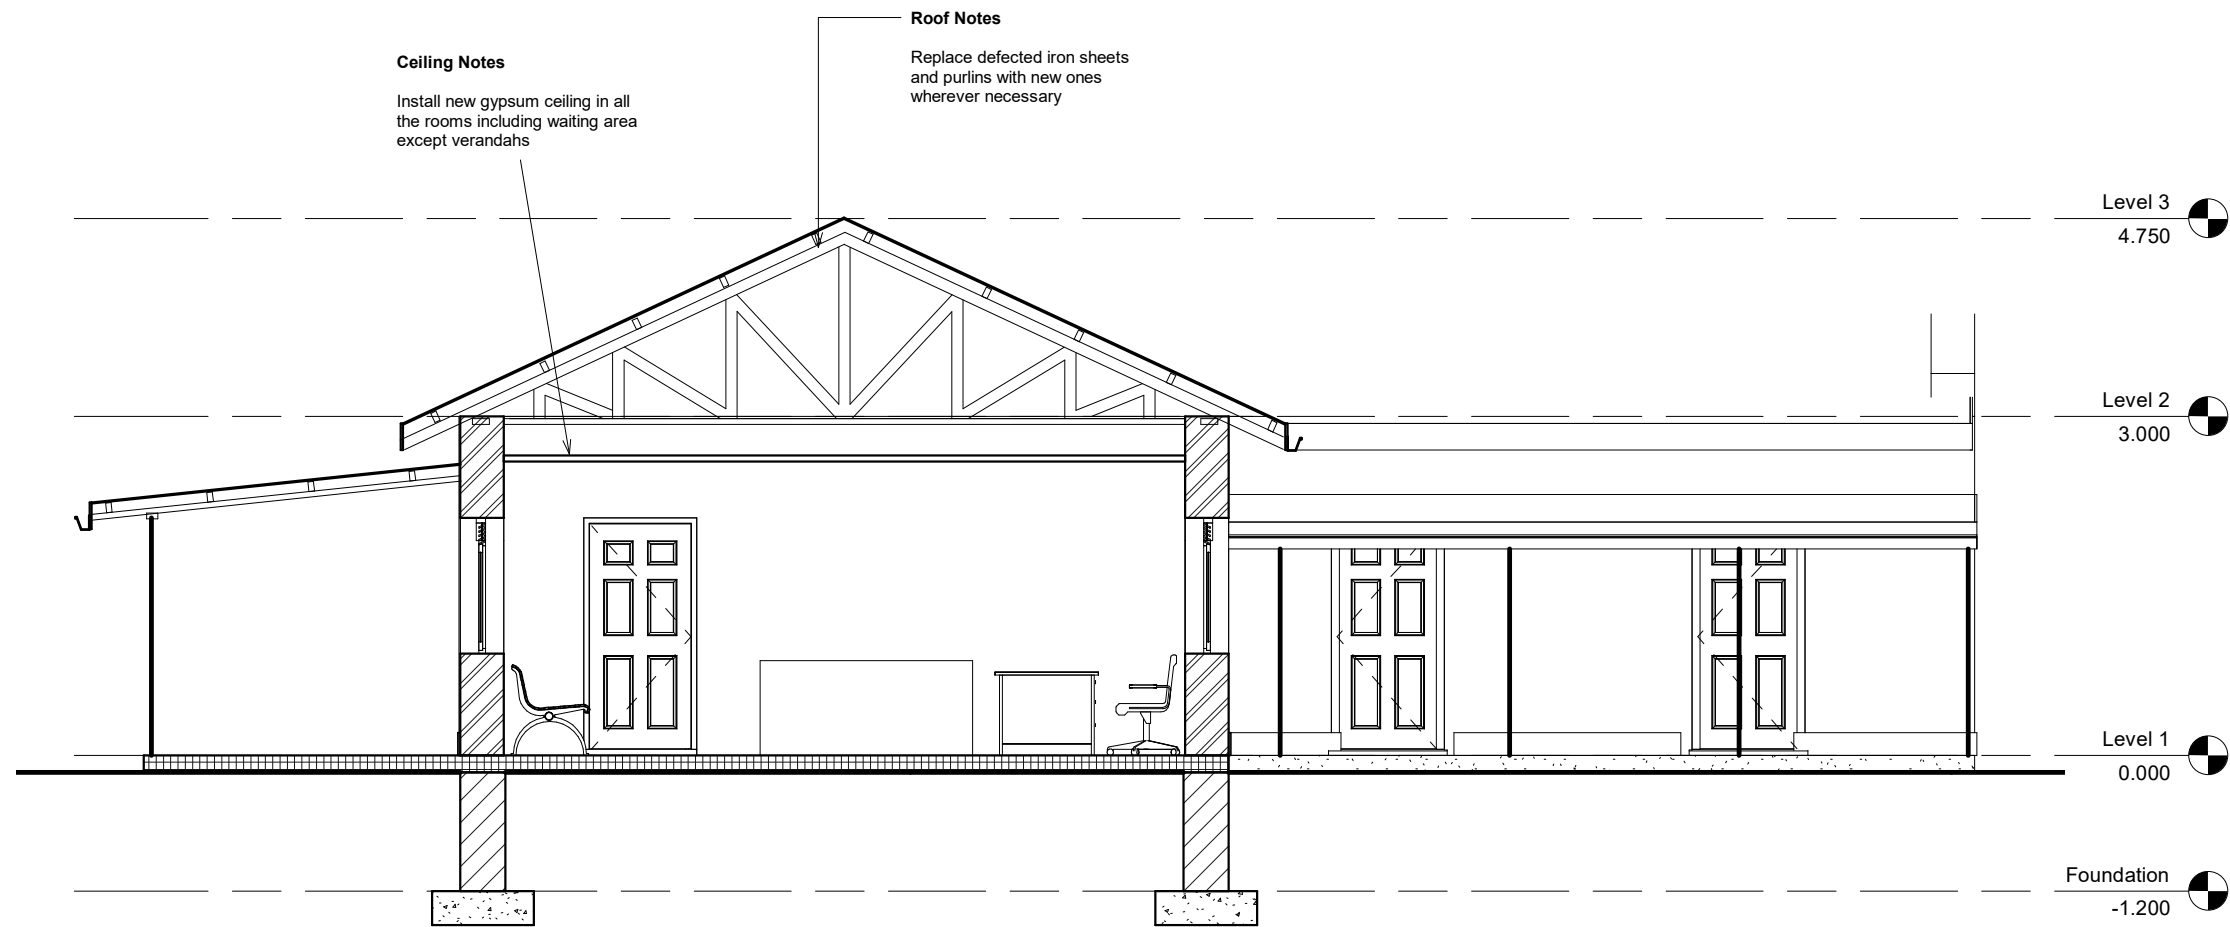 Roof Notes
Replace defected iron sheets
and purlins with new ones
wherever necessary
Ceiling Notes
Install new gypsum ceiling in all
the rooms including waiting area
except verandahs
Level 3
4.750
Level 2
3.000
Level 1
0.000
Foundation
-1.200